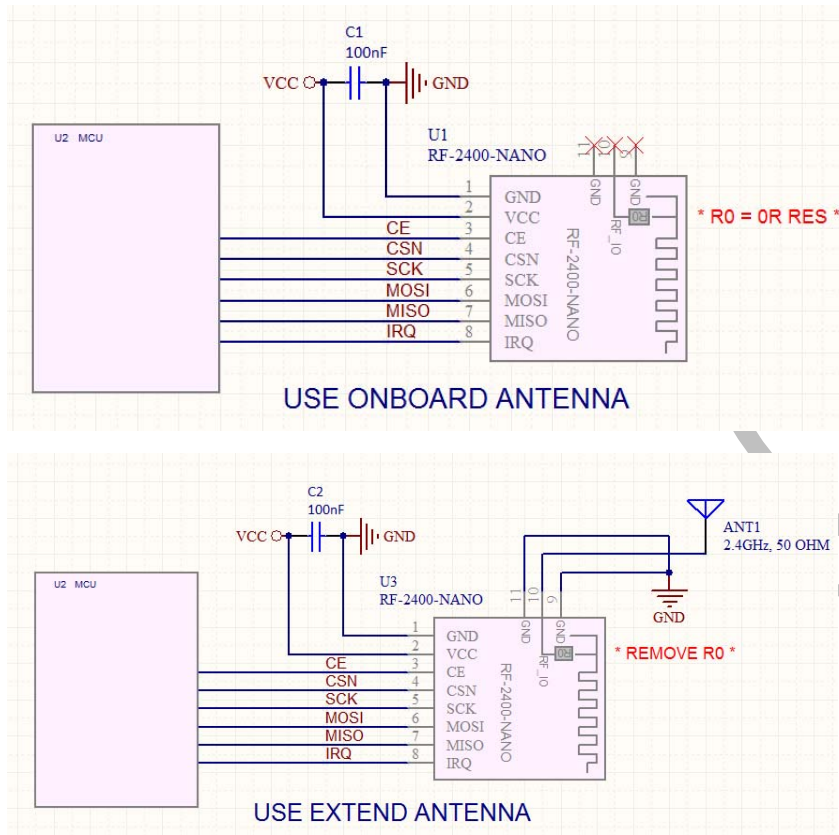 C1
100nF
VCC
GND
U2 MCU
U1
RF-2400-NANO
11
10
9
1
2
3
4
5
6
7
8
CE
CSN
SCK
MOSI
MISO
IRQ
GND
VCC
CE
CSN
SCK
MOSI
MISO
IRQ
RF-2400-NANO
GND
RF_IO
GND
R0
* R0 = 0R RES *
USE ONBOARD ANTENNA
C2
100nF
VCC
GND
ANT1
2.4GHz, 50 OHM
GND
U2 MCU
U3
RF-2400-NANO
11
10
9
1
2
3
4
5
6
7
8
CE
CSN
SCK
MOSI
MISO
IRQ
GND
VCC
CE
CSN
SCK
MOSI
MISO
IRQ
RF-2400-NANO
GND
RF_IO
GND
R0
* REMOVE R0 *
USE EXTEND ANTENNA